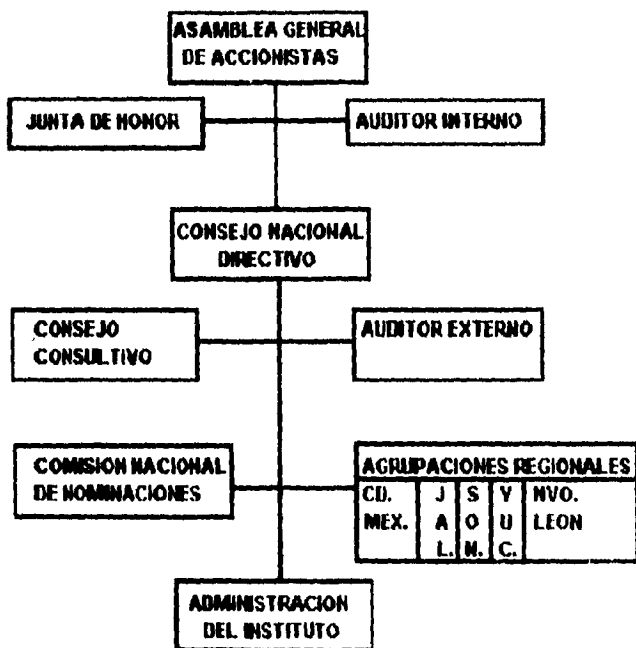 ASAMBLEA GENERAL
DE ACCIONISTAS
JUNTA DE HONOR
AUDITOR INTERNO
CONSEJO NACIONAL
DIRECTIVO
CONSEJO
CONSULTIVO
AUDITOR EXTERNO
COMISION NACIONAL
DE NOMINACIONES
AGRUPACIONES REGIONALES
CD.
MEX.
J
A
L.
S
O
N.
Y
U
C.
NVO.
LEON
ADMINISTRACION
DEL INSTITUTO